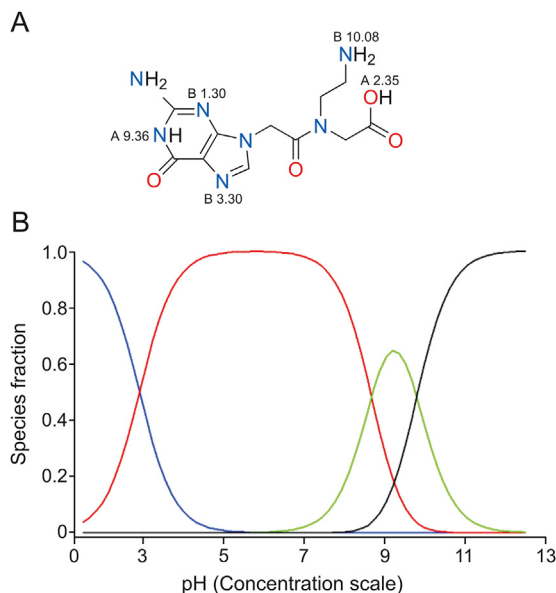 A
B 10.08
NH₂
NH₂
B 1.30
A 2.35
OH
N
N
N
A 9.36 NH
O
O
O
N
B 3.30
B
1.0
0.8
0.6
0.4
0.2
0
Species fraction
0 3 5 7 9 11 13
pH (Concentration scale)